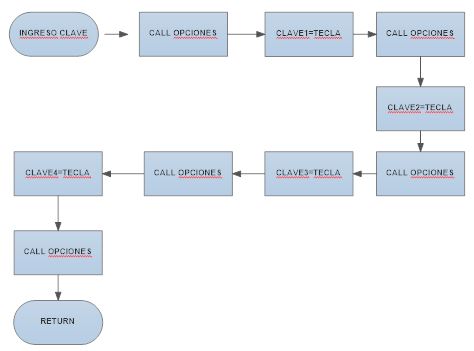 INGRESO CLAVE
CALL OPCIONES
CLAVE1=TECLA
CALL OPCIONES
CLAVE2=TECLA
CALL OPCIONES
CLAVE3=TECLA
CALL OPCIONES
CLAVE4=TECLA
CALL OPCIONES
RETURN